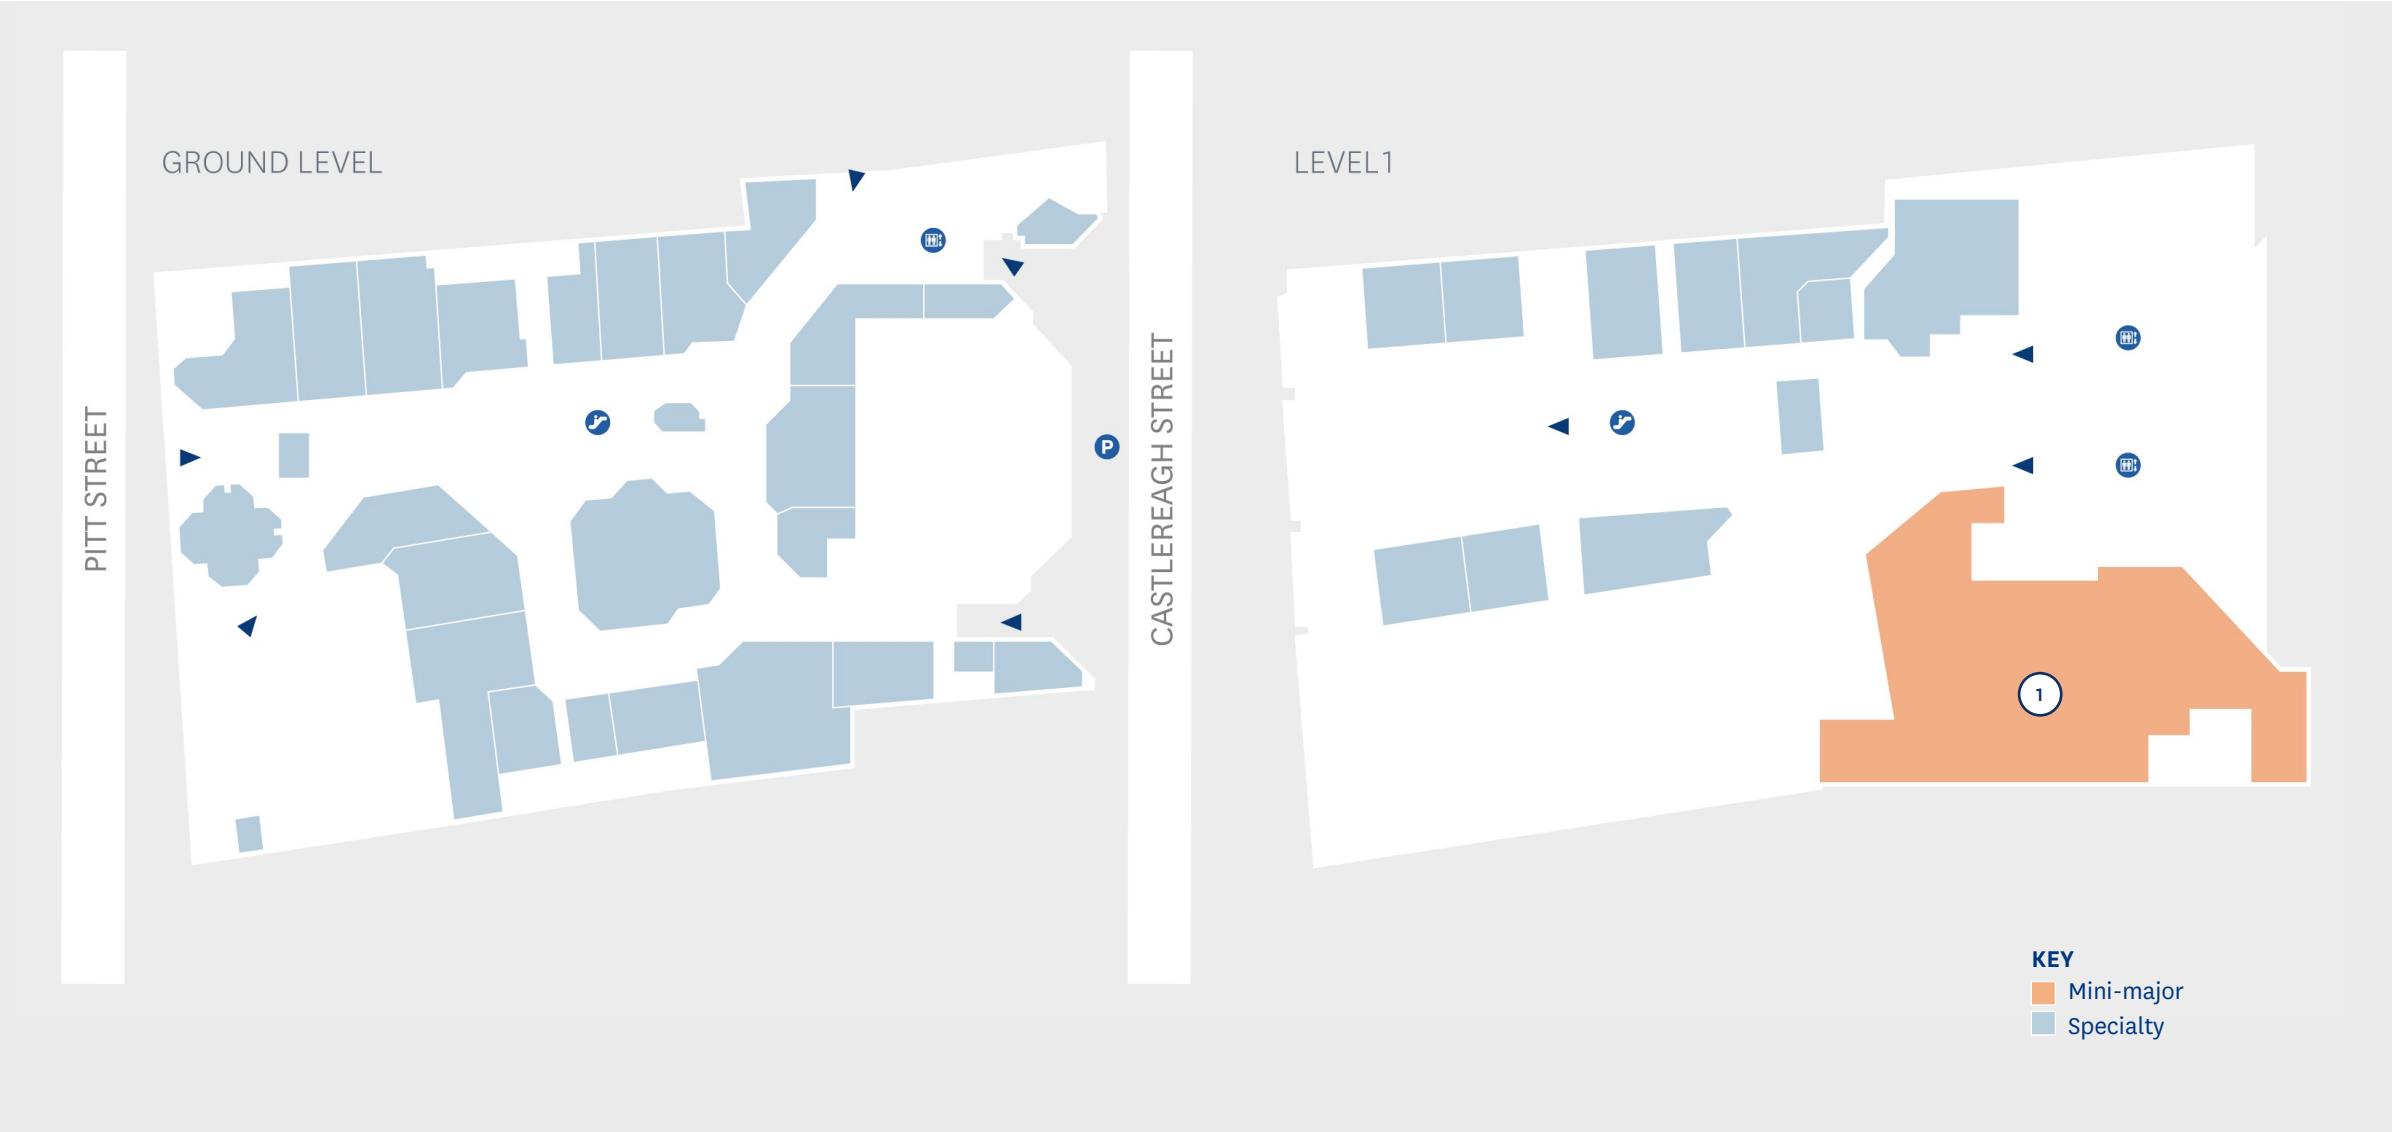 GROUND LEVEL
LEVEL1
PITT STREET
CASTLEREAGH STREET
P
1
KEY
Mini-major
Specialty